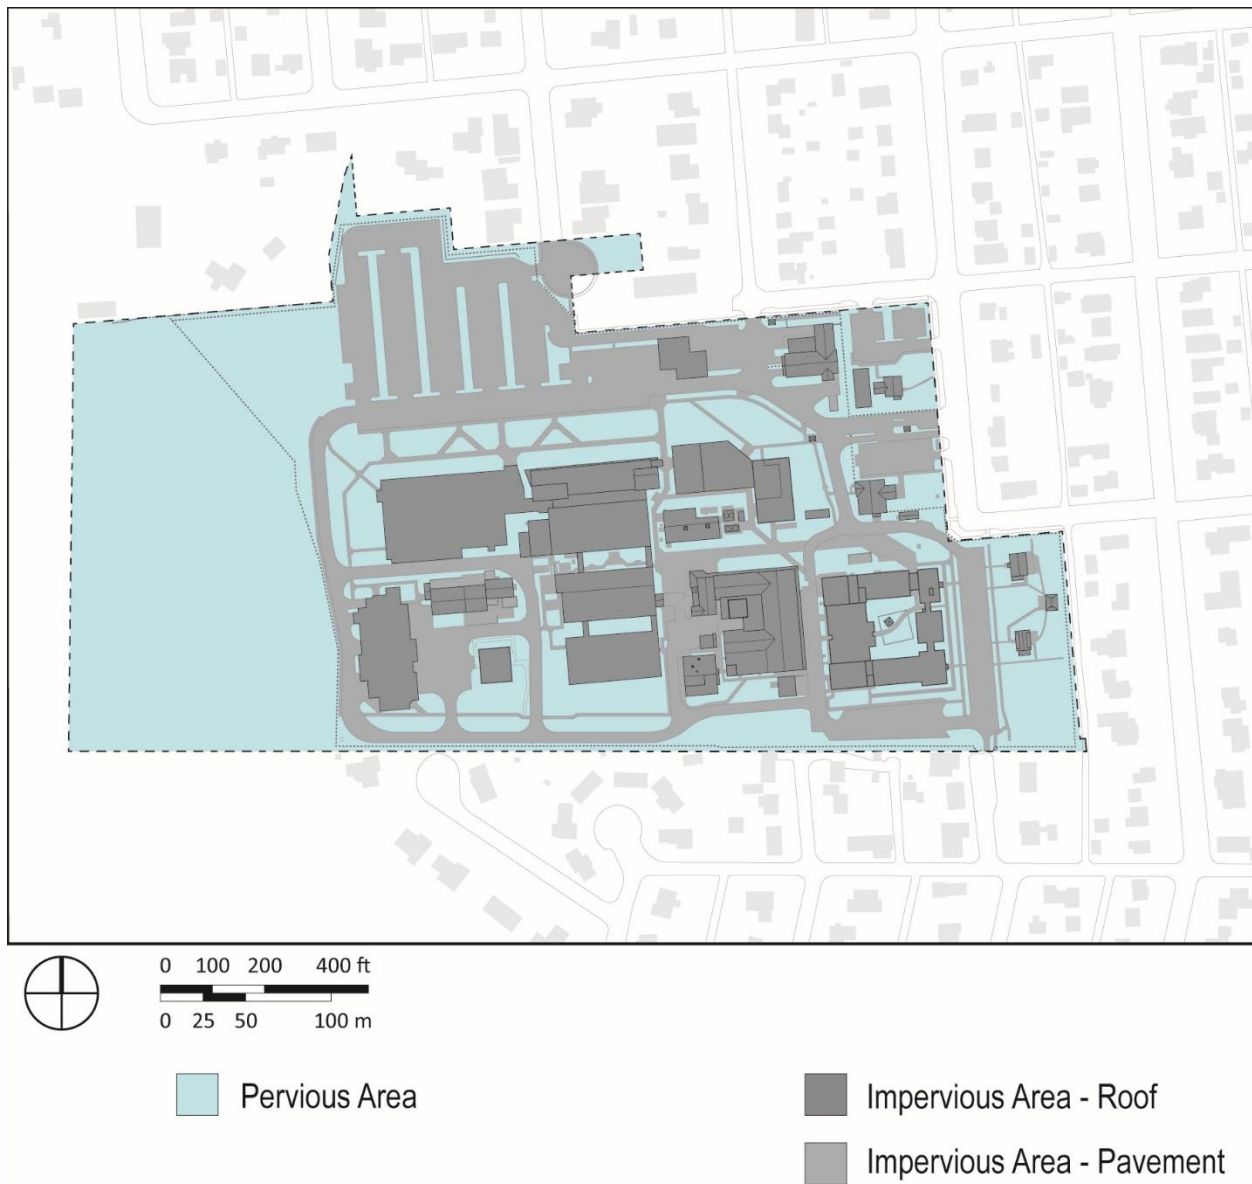 0 100 200 400 ft
0 25 50 100 m
Pervious Area
Impervious Area - Roof
Impervious Area - Pavement